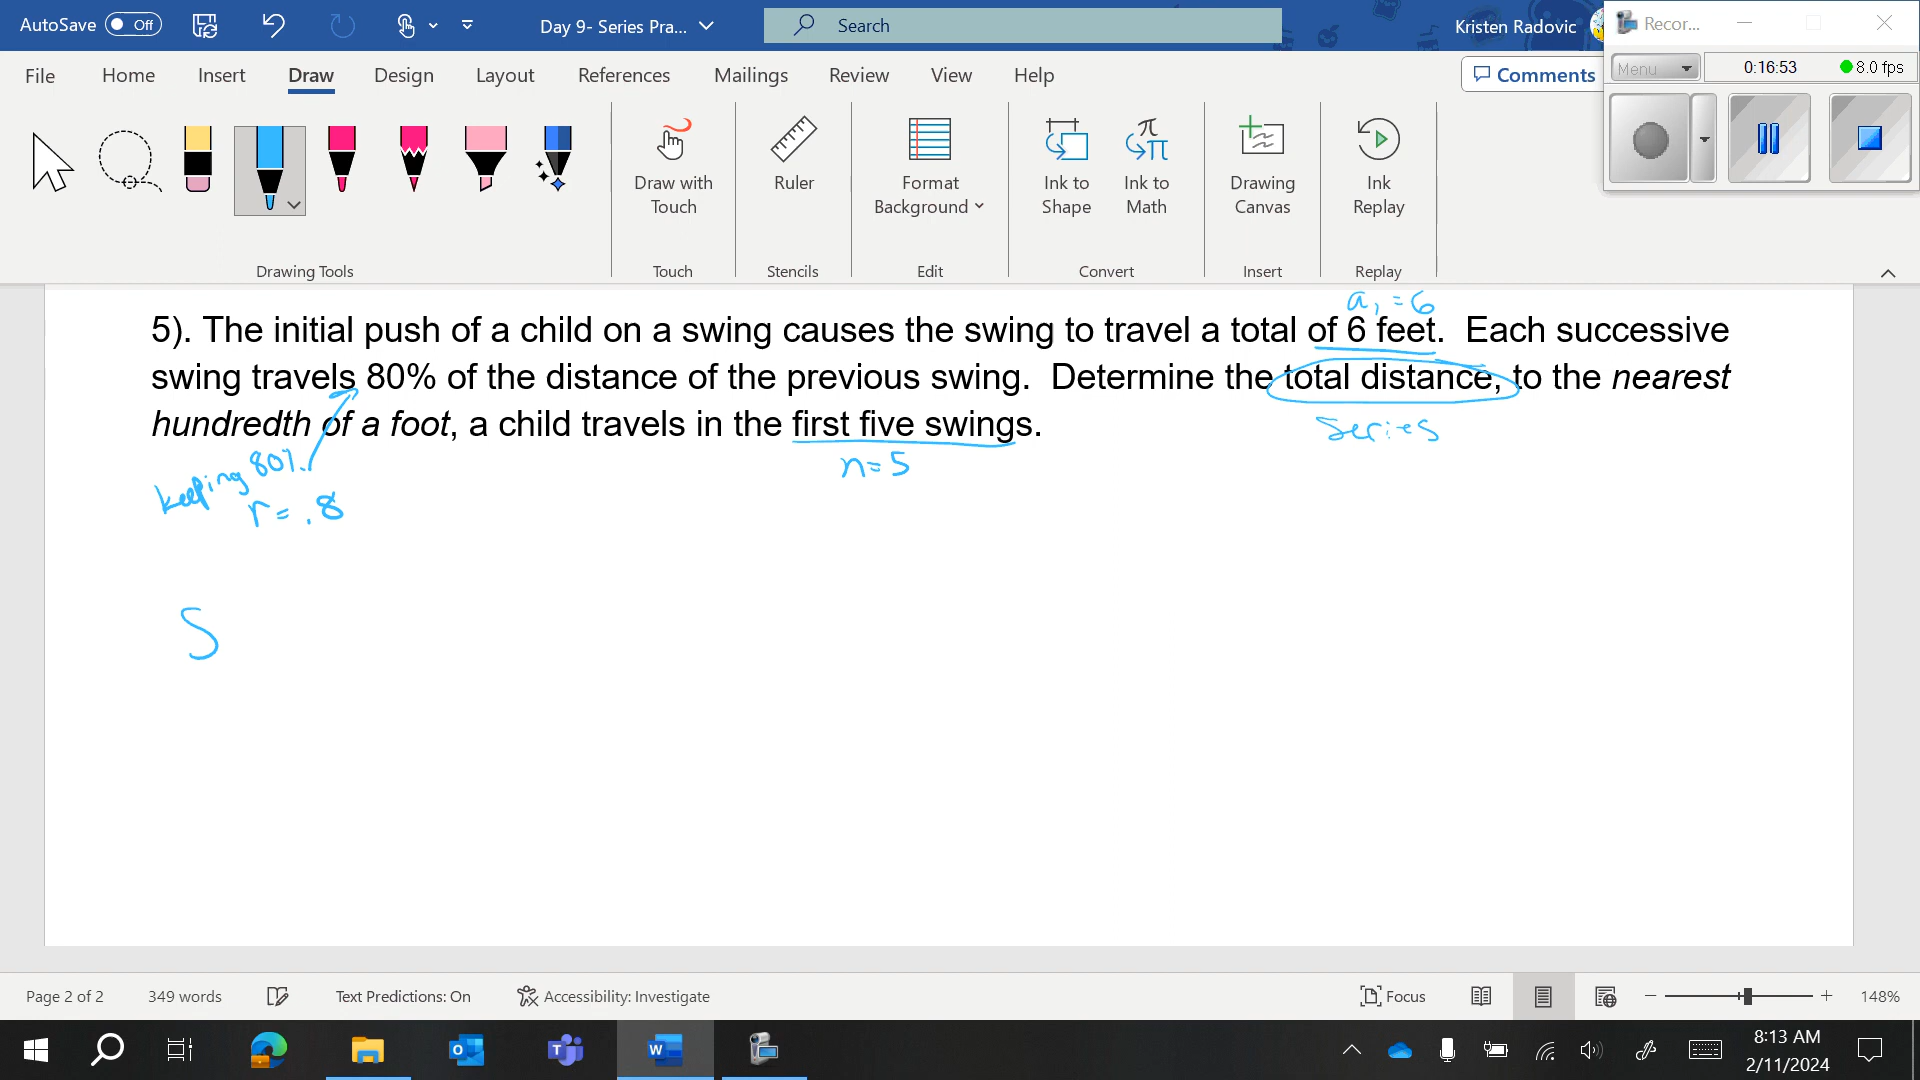 AutoSave Off Day 9- Series Pra... Search Kristen Radovic Recor...
File Home Insert Draw Design Layout References Mailings Review View Help Comments Menu 0:16:53 8.0 fps
Draw with Touch Ruler Format Background Ink to Shape Ink to Math Drawing Canvas Ink Replay
Drawing Tools Touch Stencils Edit Convert Insert Replay
a₁ = 6
5). The initial push of a child on a swing causes the swing to travel a total of 6 feet. Each successive
swing travels 80% of the distance of the previous swing. Determine the total distance, to the nearest
hundredth of a foot, a child travels in the first five swings.
series
n = 5
keeping 80%
r = .8
S
Page 2 of 2 349 words Text Predictions: On Accessibility: Investigate Focus 148%
8:13 AM
2/11/2024